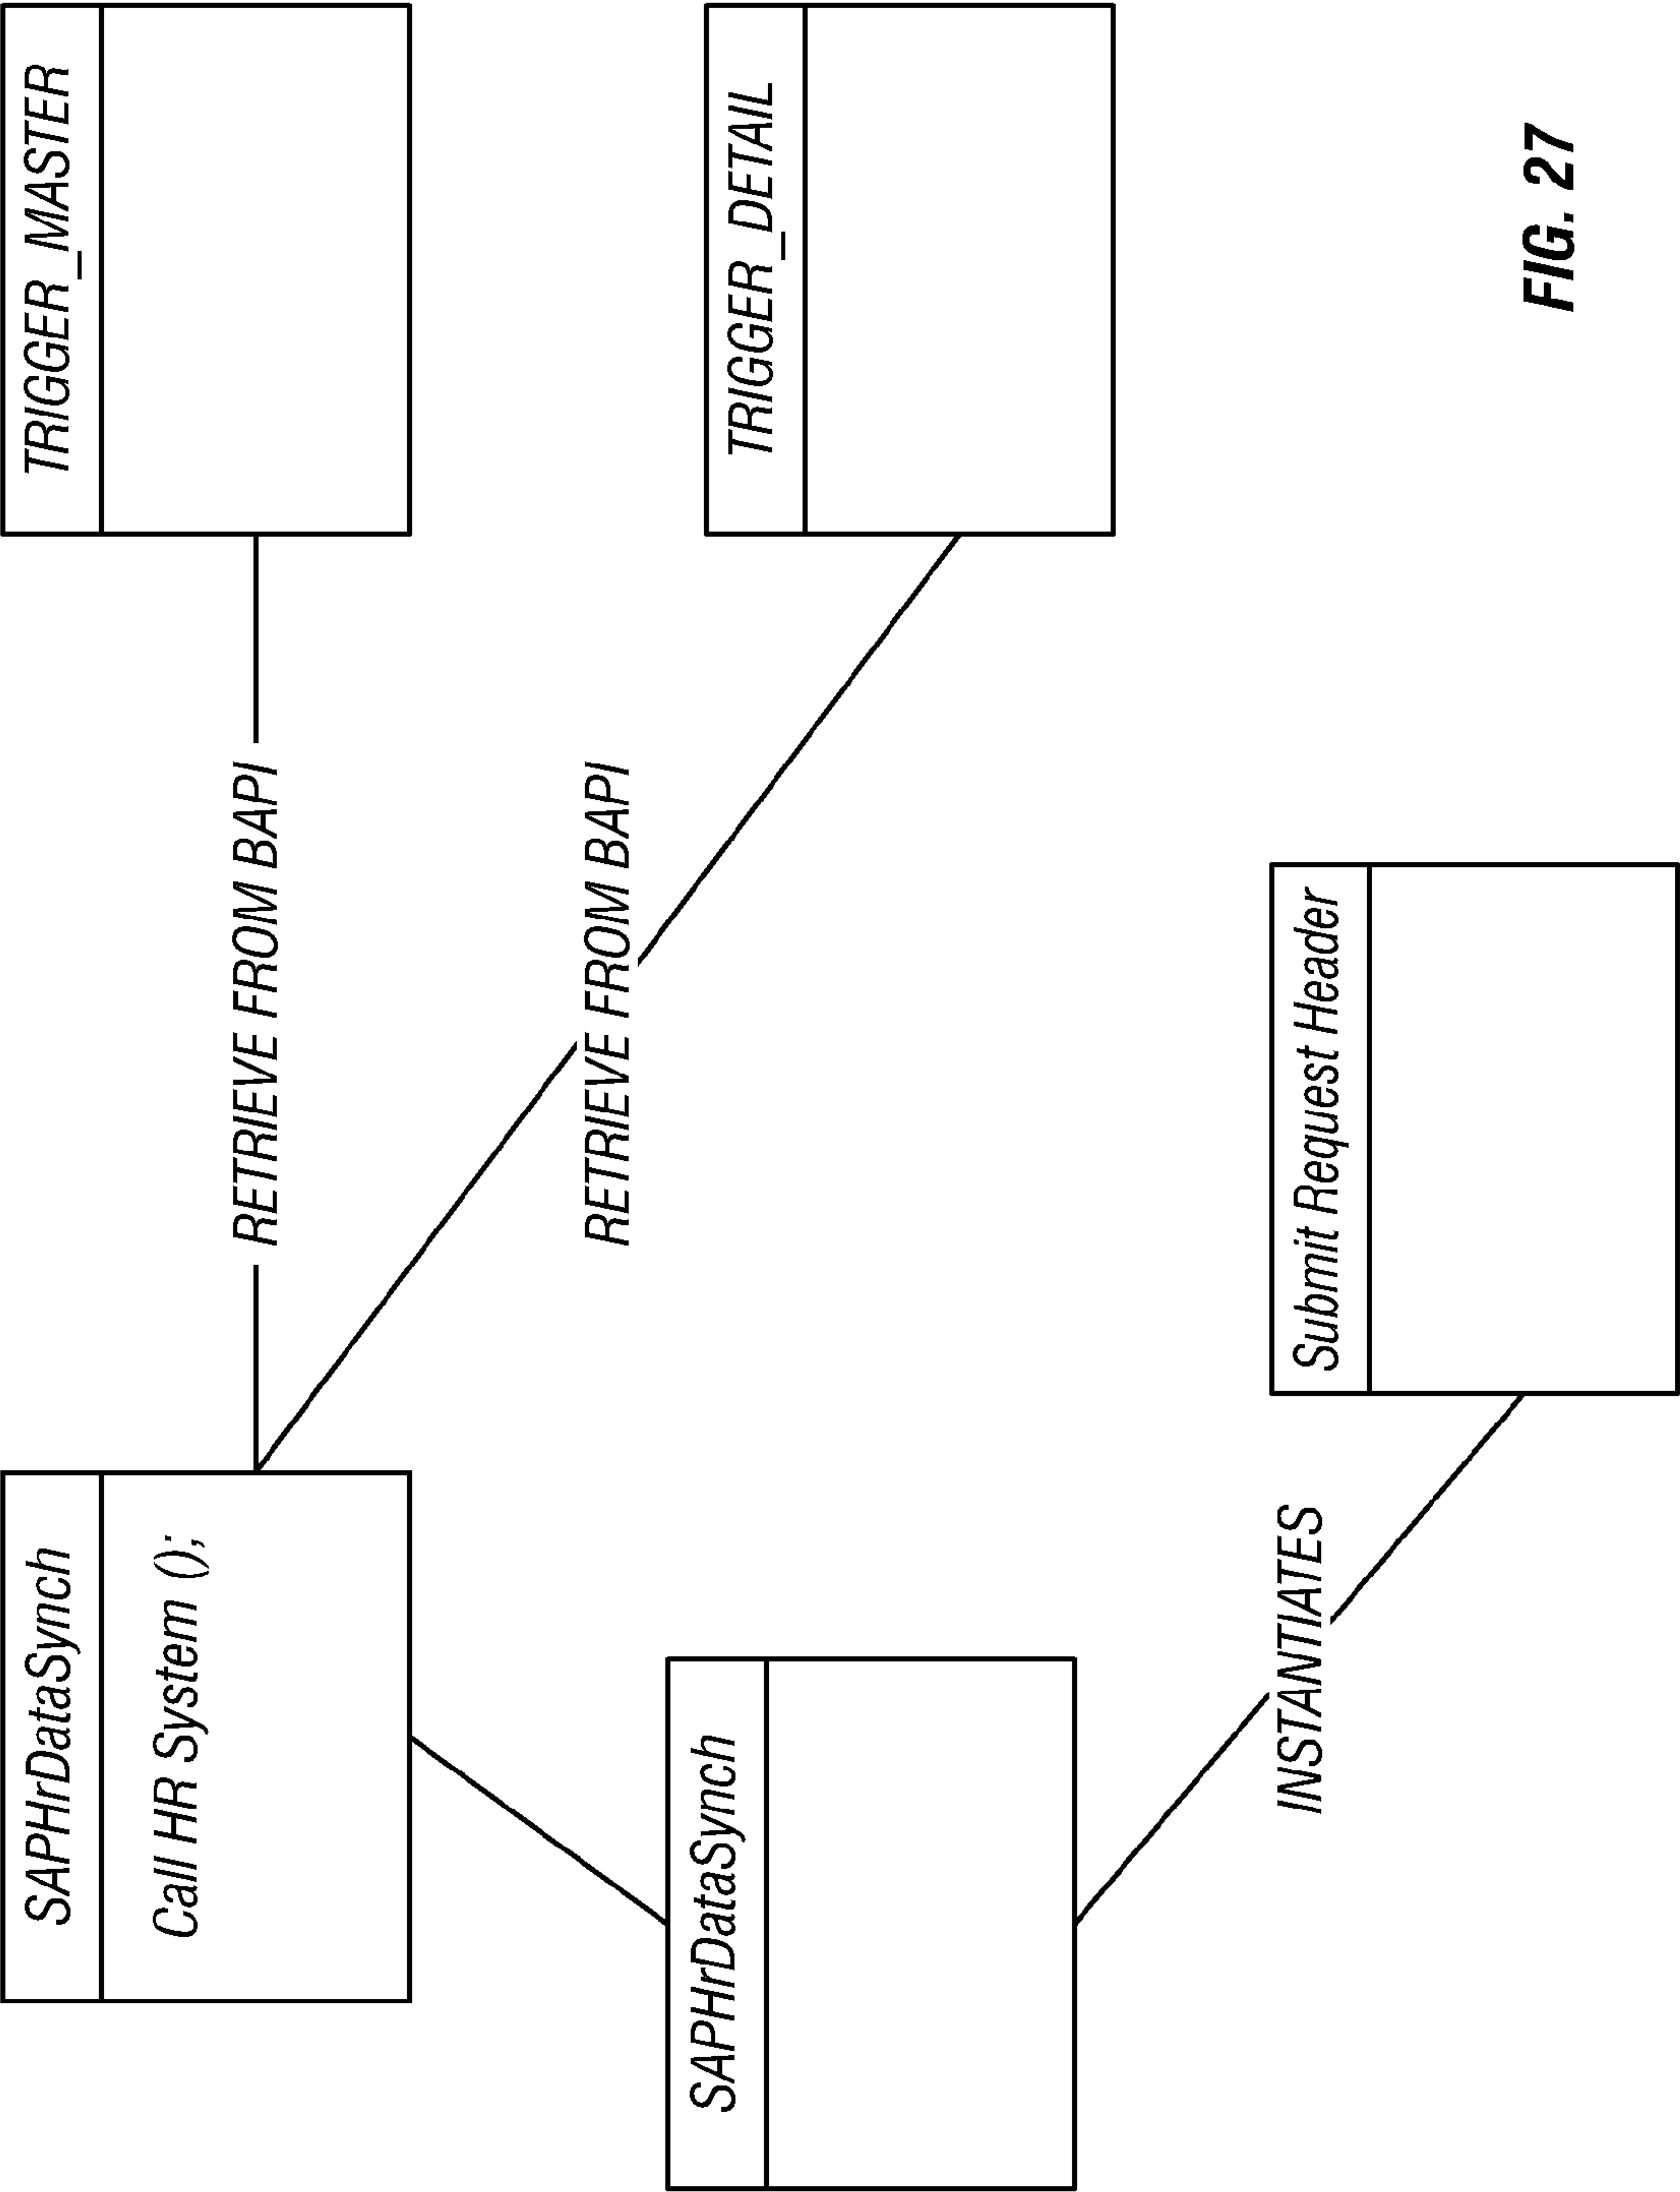 SAPHrDataSynch
Call HR System ();
RETRIEVE FROM BAPI
TRIGGER_MASTER
RETRIEVE FROM BAPI
TRIGGER_DETAIL
SAPHrDataSynch
INSTANTIATES
Submit Request Header
FIG. 27